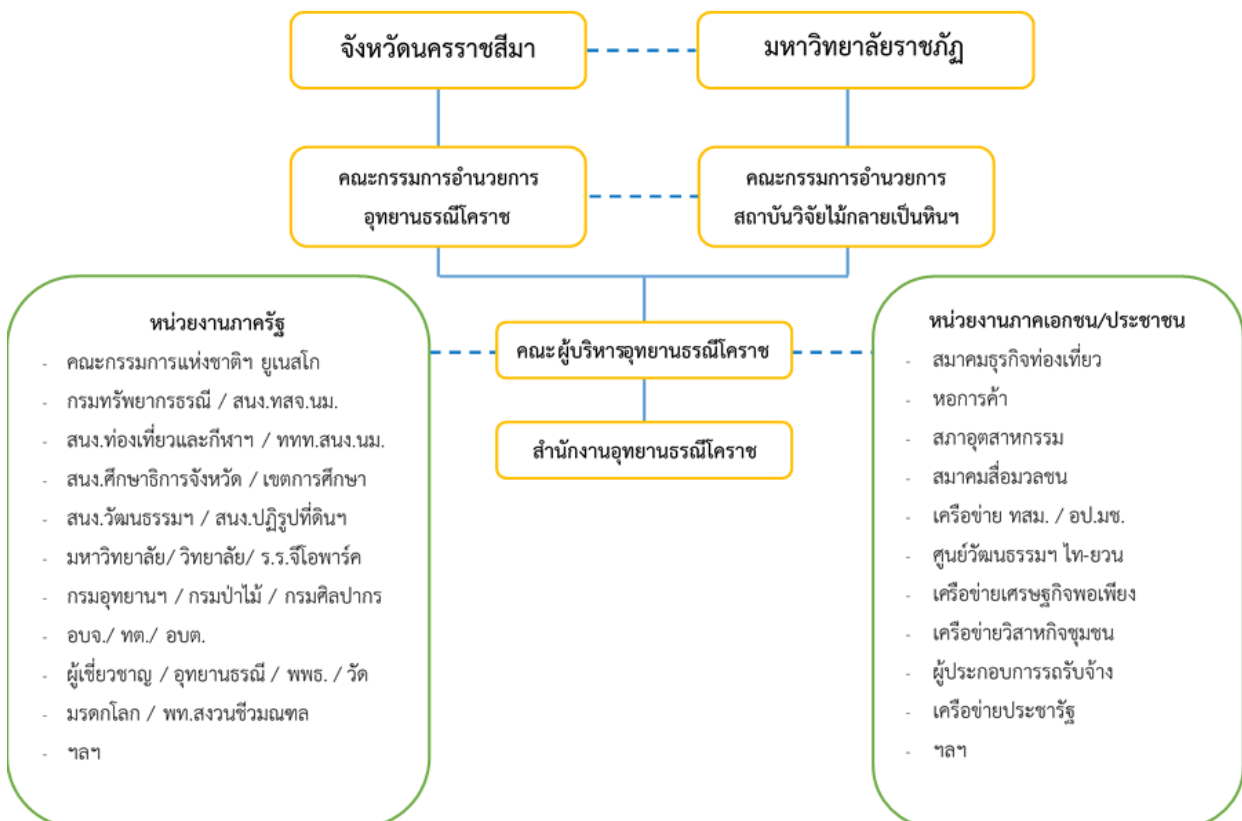 จังหวัดนครราชสีมา
มหาวิทยาลัยราชภัฏ
คณะกรรมการอำนวยการ
อุทยานธรณีโคราช
คณะกรรมการอำนวยการ
สถาบันวิจัยไม้กลายเป็นหินฯ
คณะผู้บริหารอุทยานธรณีโคราช
สำนักงานอุทยานธรณีโคราช
หน่วยงานภาครัฐ
- คณะกรรมการแห่งชาติฯ ยูเนสโก
- กรมทรัพยากรธรณี / สนง.ทสจ.นม.
- สนง.ท่องเที่ยวและกีฬาฯ / ททท.สนง.นม.
- สนง.ศึกษาธิการจังหวัด / เขตการศึกษา
- สนง.วัฒนธรรมฯ / สนง.ปฏิรูปที่ดินฯ
- มหาวิทยาลัย/ วิทยาลัย/ ร.ร.จีโอพาร์ค
- กรมอุทยานฯ / กรมป่าไม้ / กรมศิลปากร
- อบจ./ ทต./ อบต.
- ผู้เชี่ยวชาญ / อุทยานธรณี / พพธ. / วัด
- มรดกโลก / พท.สงวนชีวมณฑล
- ฯลฯ
หน่วยงานภาคเอกชน/ประชาชน
- สมาคมธุรกิจท่องเที่ยว
- หอการค้า
- สภาอุตสาหกรรม
- สมาคมสื่อมวลชน
- เครือข่าย ทสม. / อป.มช.
- ศูนย์วัฒนธรรมฯ ไท-ยวน
- เครือข่ายเศรษฐกิจพอเพียง
- เครือข่ายวิสาหกิจชุมชน
- ผู้ประกอบการรถรับจ้าง
- เครือข่ายประชารัฐ
- ฯลฯ